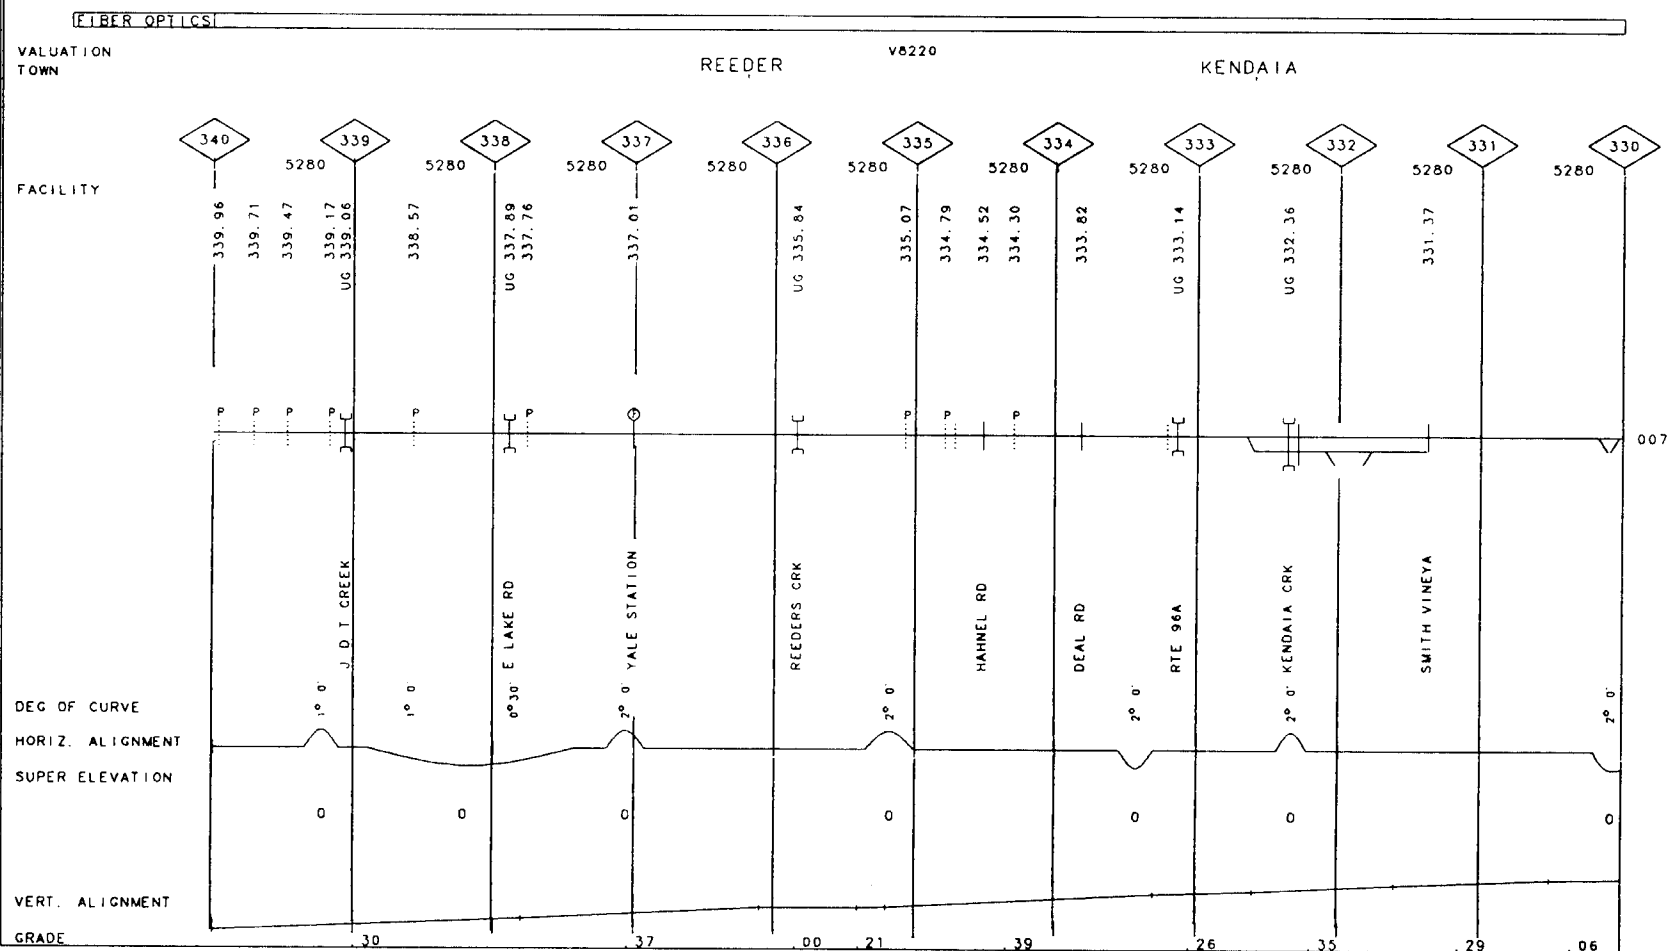 FIBER OPTICS
VALUATION V8220
TOWN REEDER KENDAIA
340 339 338 337 336 335 334 333 332 331 330
5280 5280 5280 5280 5280 5280 5280 5280 5280 5280
FACILITY
339.96 339.71 339.47 339.17 UG 339.06 338.57 UG 337.89 337.76 337.01 UG 335.84 335.07 334.79 334.52 334.30 333.82 UG 333.14 UG 332.36 331.37
P P P P P P P P P P
007
J D T CREEK E LAKE RD YALE STATION REEDERS CRK HAHNEL RD DEAL RD RTE 96A KENDAIA CRK SMITH VINEYA
DEG OF CURVE 1° 0' 1° 0' 0° 30' 2° 0' 2° 0' 2° 0' 2° 0' 2° 0'
HORIZ. ALIGNMENT
SUPER ELEVATION
0 0 0 0 0 0 0
VERT. ALIGNMENT
GRADE .30 .37 .00 .21 .39 .26 .35 .29 .06